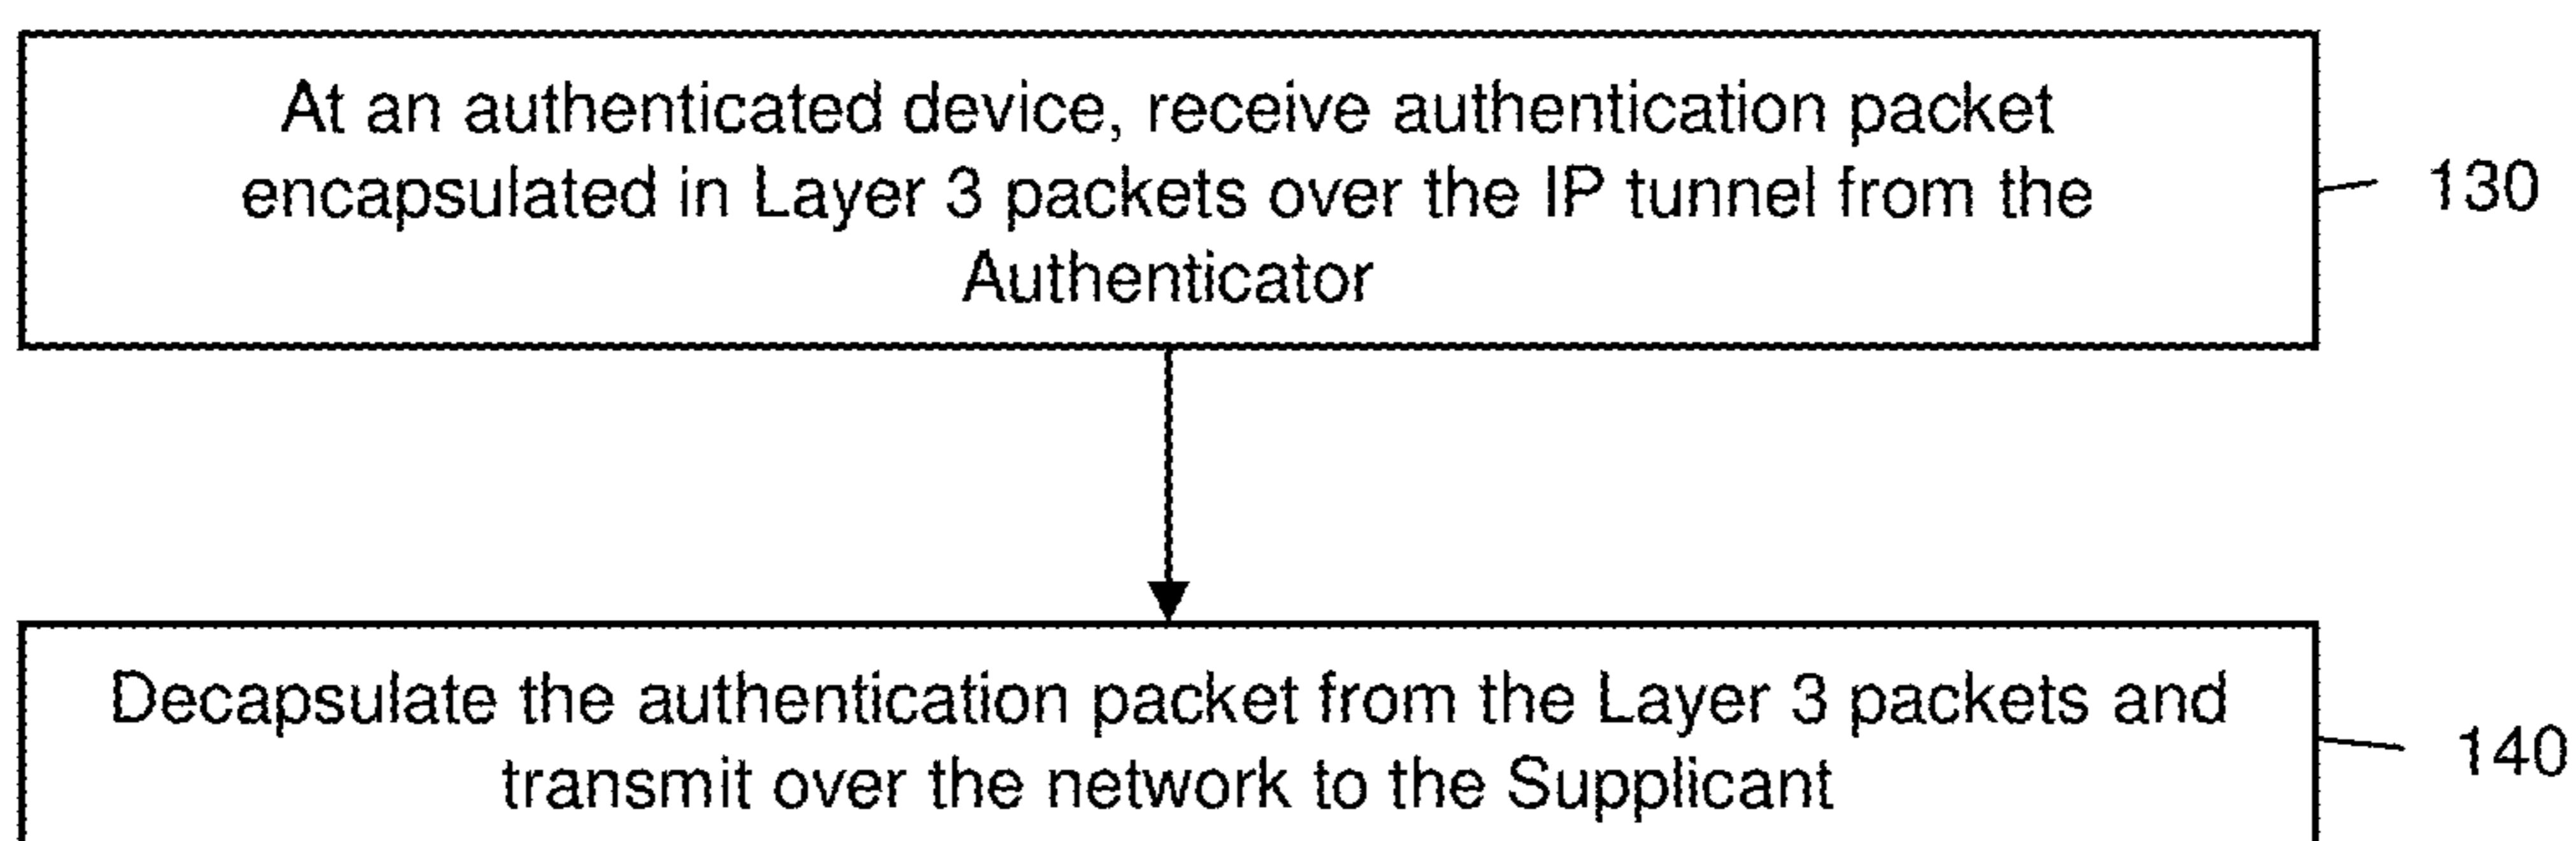 At an authenticated device, receive authentication packet
encapsulated in Layer 3 packets over the IP tunnel from the
Authenticator
130
Decapsulate the authentication packet from the Layer 3 packets and
transmit over the network to the Supplicant
140